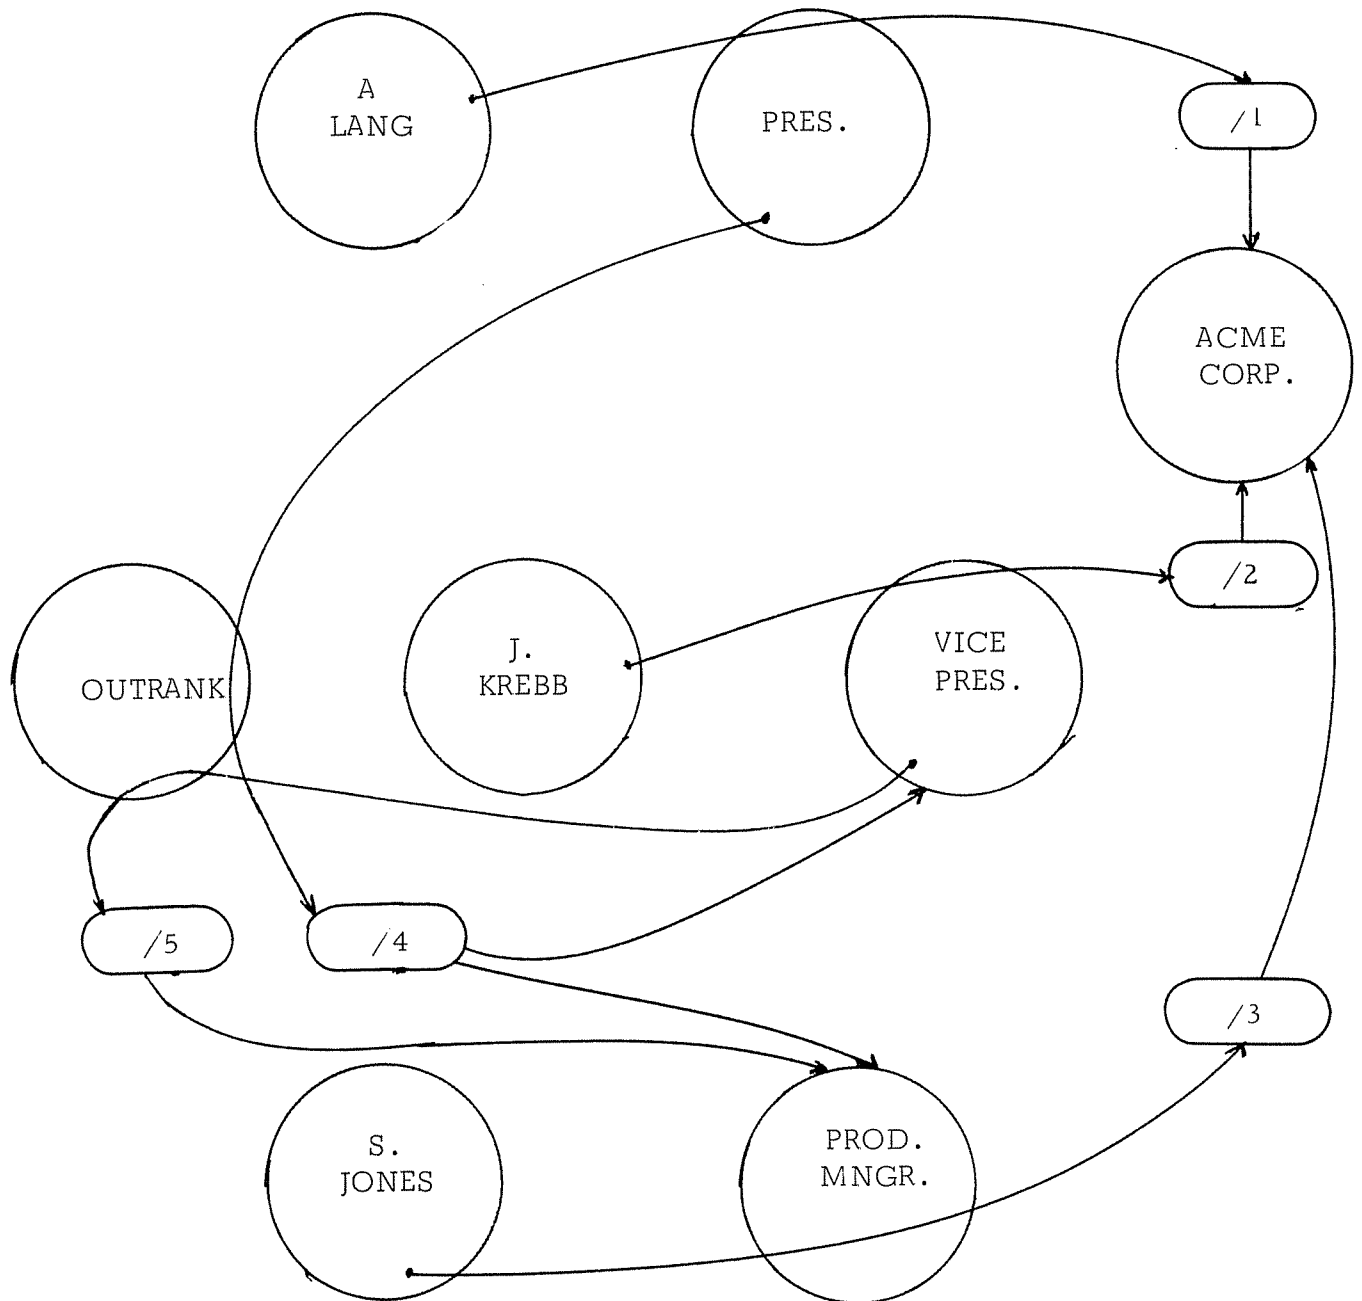 A
LANG
PRES.
/1
ACME
CORP.
/2
OUTRANK
J.
KREBB
VICE
PRES.
/5
/4
/3
S.
JONES
PROD.
MNGR.